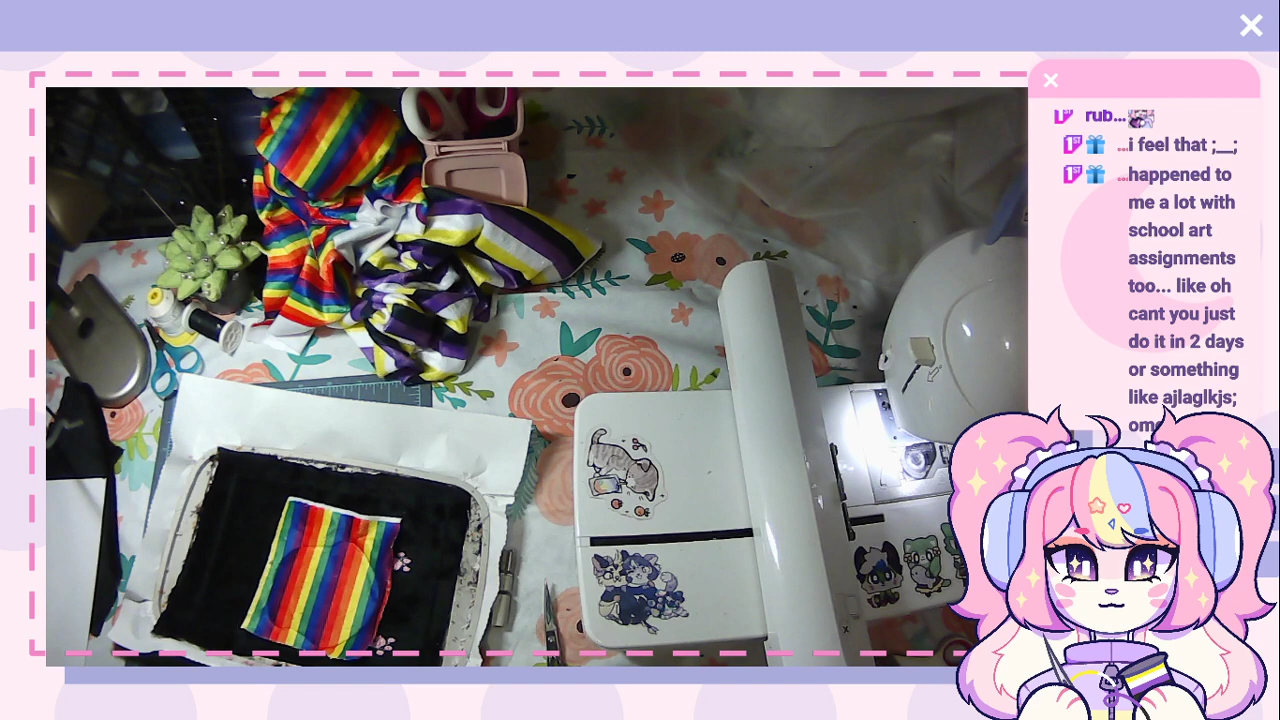 rub...
...i feel that ;__;
...happened to
me a lot with
school art
assignments
too... like oh
cant you just
do it in 2 days
or something
like ajlaglkjs;